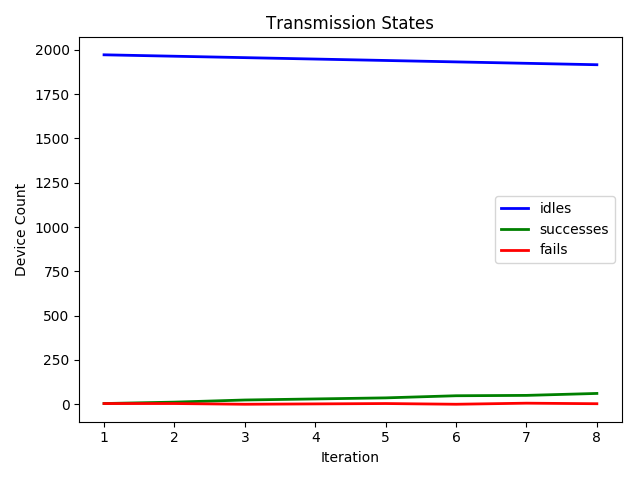 Transmission States
Device Count
2000
1750
1500
1250
1000
750
500
250
0
idles
successes
fails
1 2 3 4 5 6 7 8
Iteration